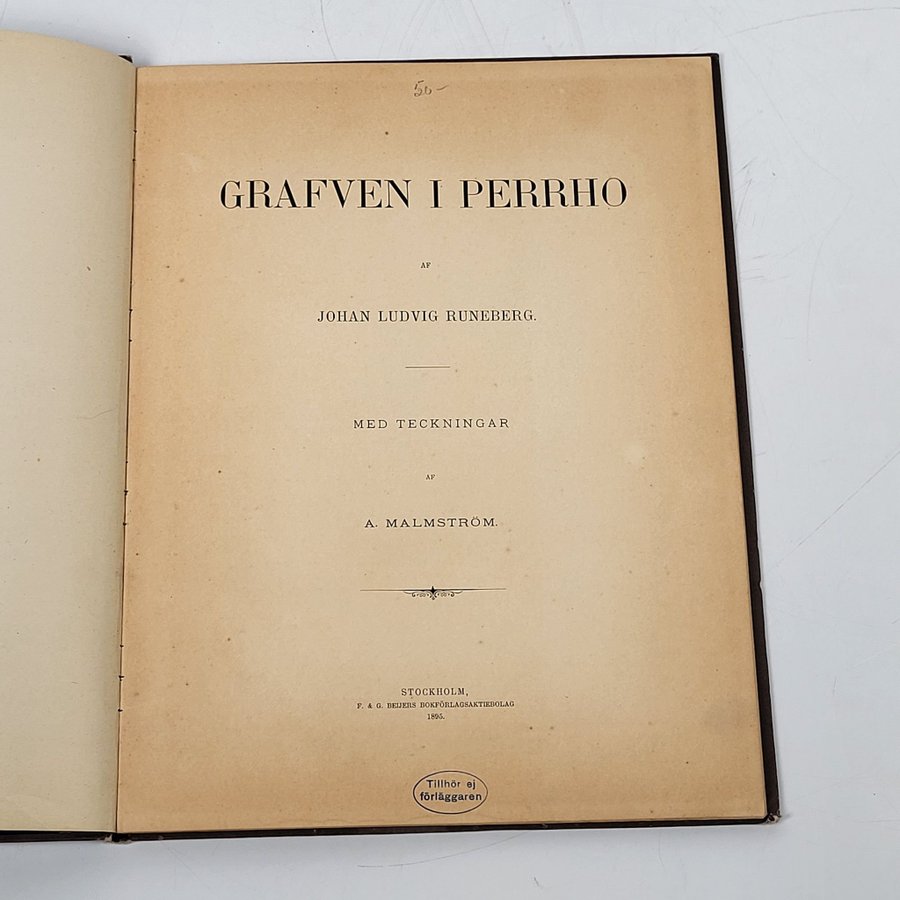 50-
GRAFVEN I PERRHO
AF
JOHAN LUDVIG RUNEBERG.
MED TECKNINGAR
AF
A. MALMSTRÖM.
STOCKHOLM,
F. & G. BEIJERS BOKFÖRLAGSAKTIEBOLAG
1895.
Tillhör ej
förläggaren